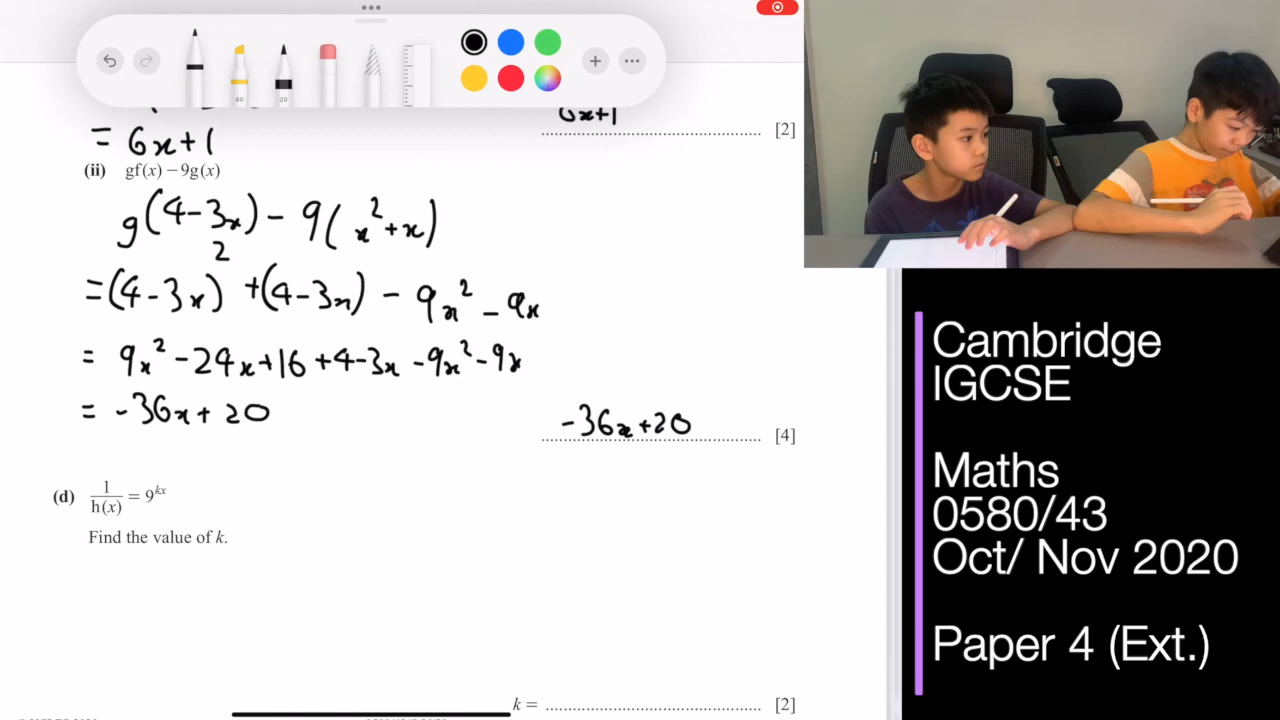 40
20
= 6x+1
6x+1
[2]
(ii) gf(x) – 9g(x)
g(4-3x) - 9(x²+x)
=(4-3x)² +(4-3x) - 9x² - 9x
= 9x² -24x+16 +4-3x -9x² -9x
= -36x+20
-36x+20
[4]
(d) 1/h(x) = 9^kx
Find the value of k.
k = [2]
Cambridge
IGCSE
Maths
0580/43
Oct/ Nov 2020
Paper 4 (Ext.)